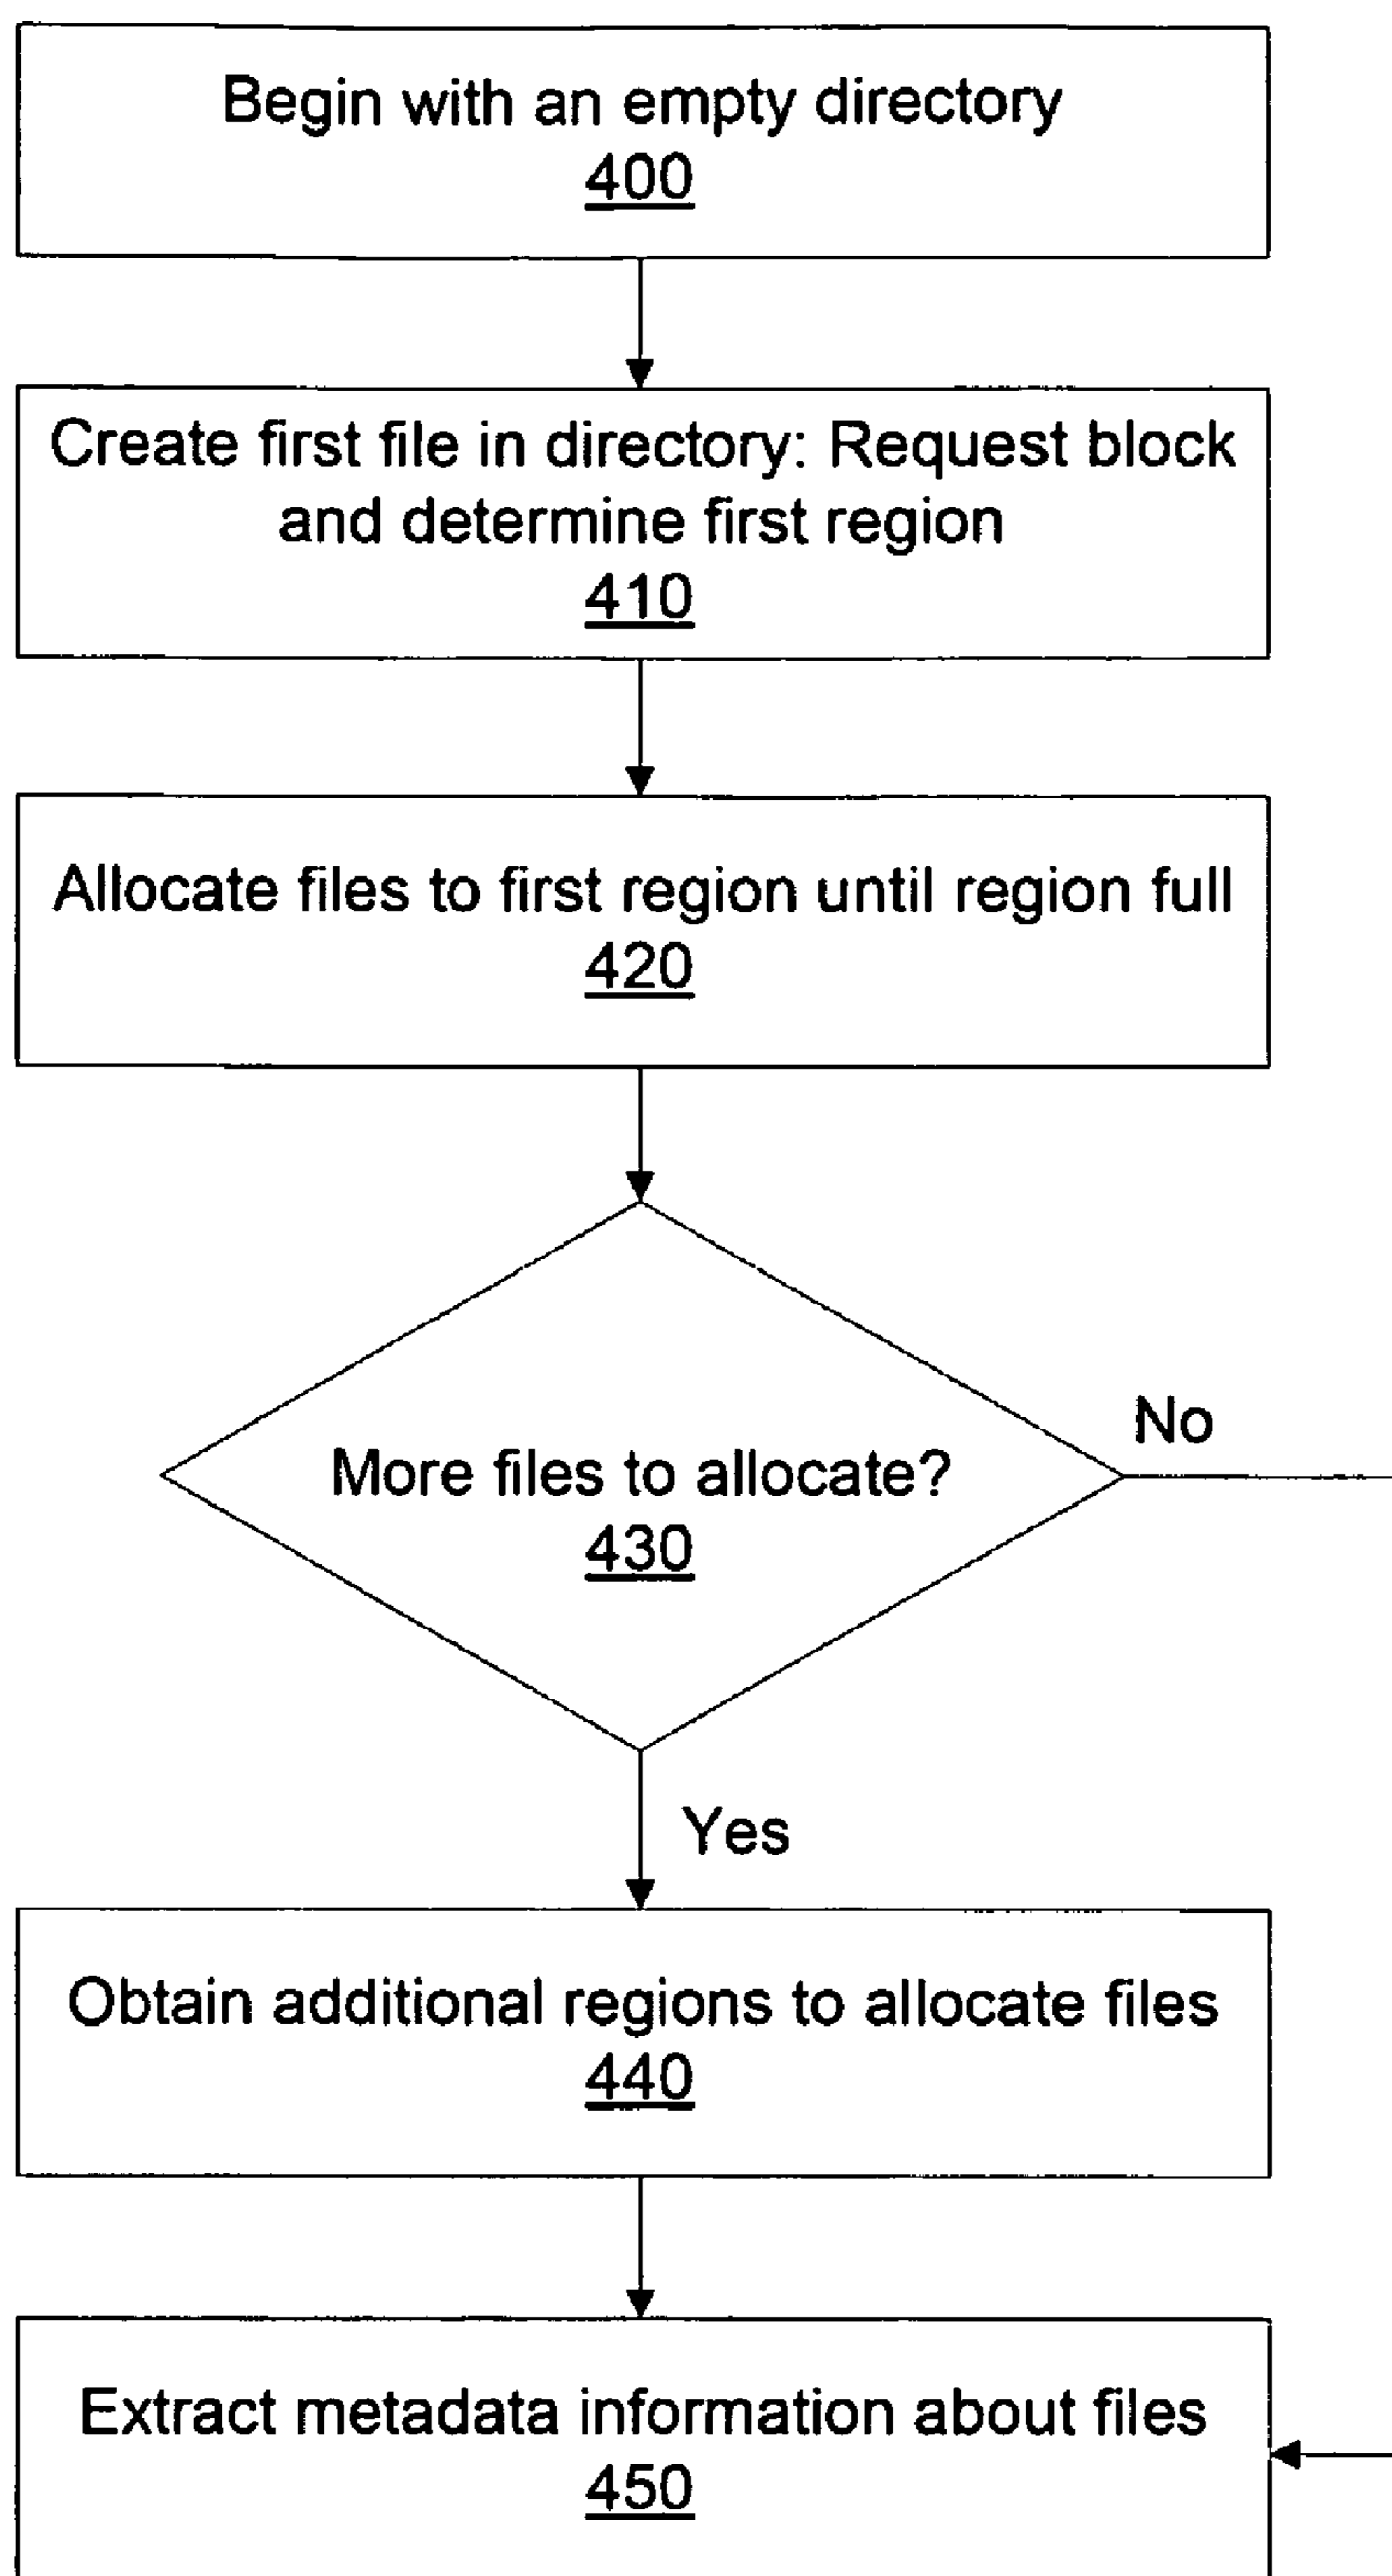 Begin with an empty directory
400
Create first file in directory: Request block
and determine first region
410
Allocate files to first region until region full
420
More files to allocate?
430
No
Yes
Obtain additional regions to allocate files
440
Extract metadata information about files
450